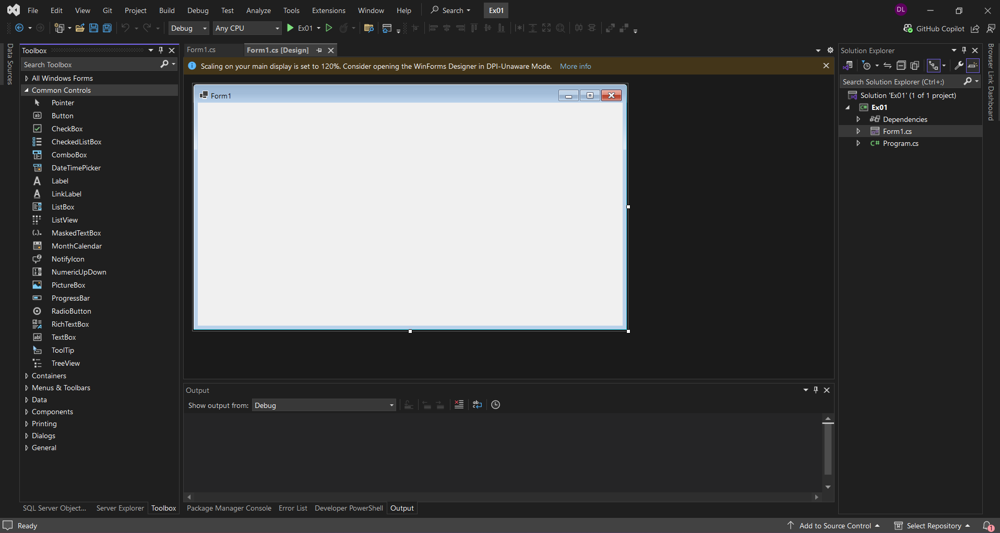 File Edit View Git Project Build Debug Test Analyze Tools Extensions Window Help Search Ex01 DL
Debug Any CPU Ex01 GitHub Copilot
Data Sources
Toolbox
Search Toolbox
All Windows Forms
Common Controls
Pointer
Button
CheckBox
CheckedListBox
ComboBox
DateTimePicker
Label
LinkLabel
ListBox
ListView
MaskedTextBox
MonthCalendar
NotifyIcon
NumericUpDown
PictureBox
ProgressBar
RadioButton
RichTextBox
TextBox
ToolTip
TreeView
Containers
Menus & Toolbars
Data
Components
Printing
Dialogs
General
SQL Server Object... Server Explorer Toolbox
Form1.cs Form1.cs [Design]
Scaling on your main display is set to 120%. Consider opening the WinForms Designer in DPI-Unaware Mode. More info
Form1
Output
Show output from: Debug
Package Manager Console Error List Developer PowerShell Output
Solution Explorer
Search Solution Explorer (Ctrl+;)
Solution 'Ex01' (1 of 1 project)
Ex01
Dependencies
Form1.cs
C# Program.cs
Browser Link Dashboard
Ready Add to Source Control Select Repository 1